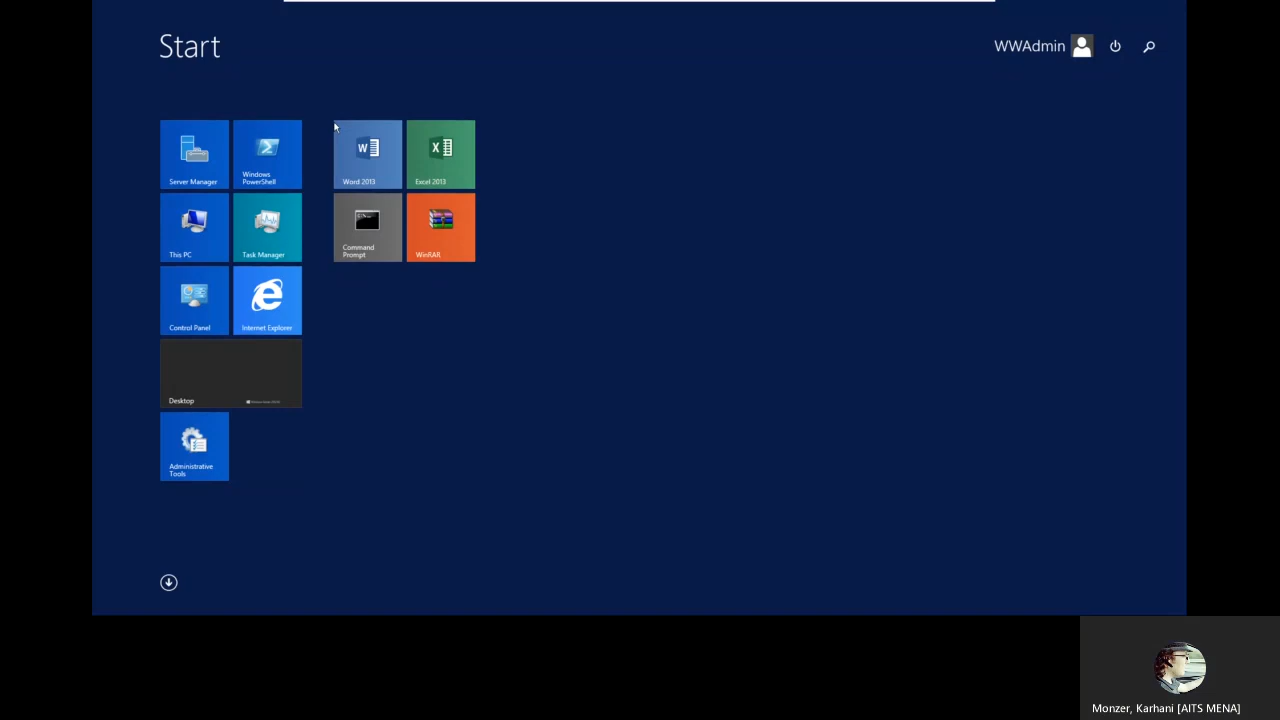 Start
WWAdmin
Server Manager
Windows
PowerShell
Word 2013
Excel 2013
This PC
Task Manager
Command
Prompt
WinRAR
Control Panel
Internet Explorer
Desktop
Administrative
Tools
Monzer, Karhani [AITS MENA]